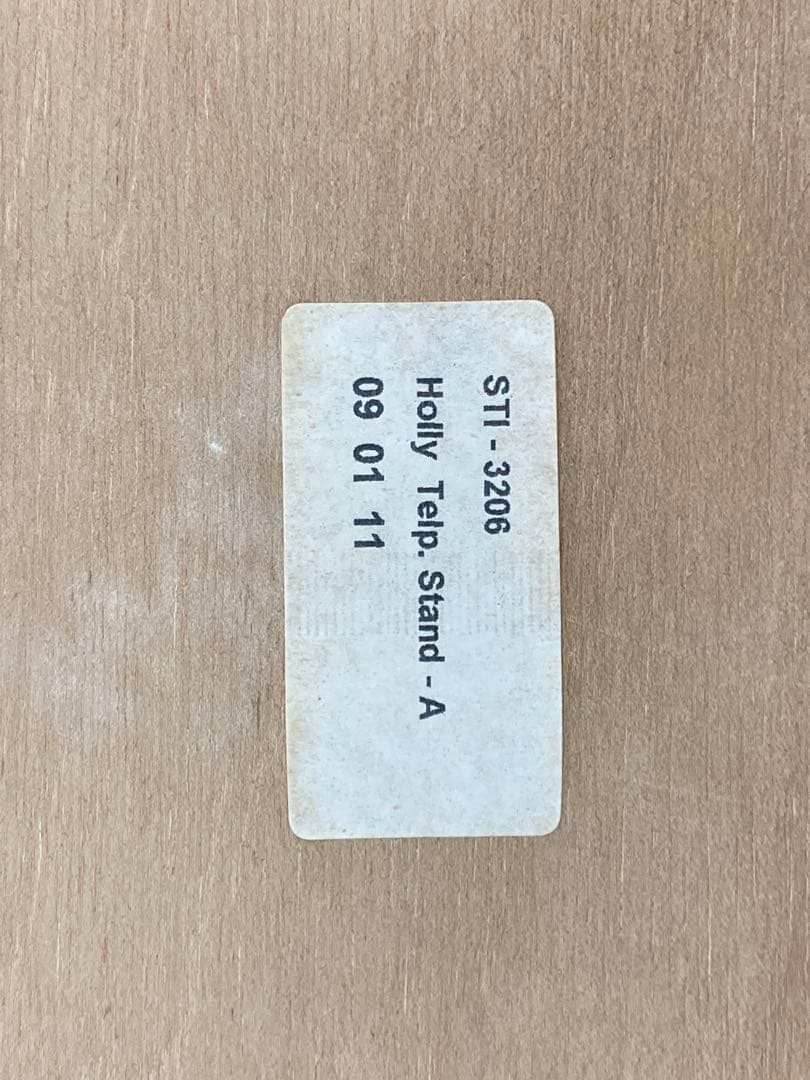 STI - 3206
Holly Telp. Stand - A
09 01 11